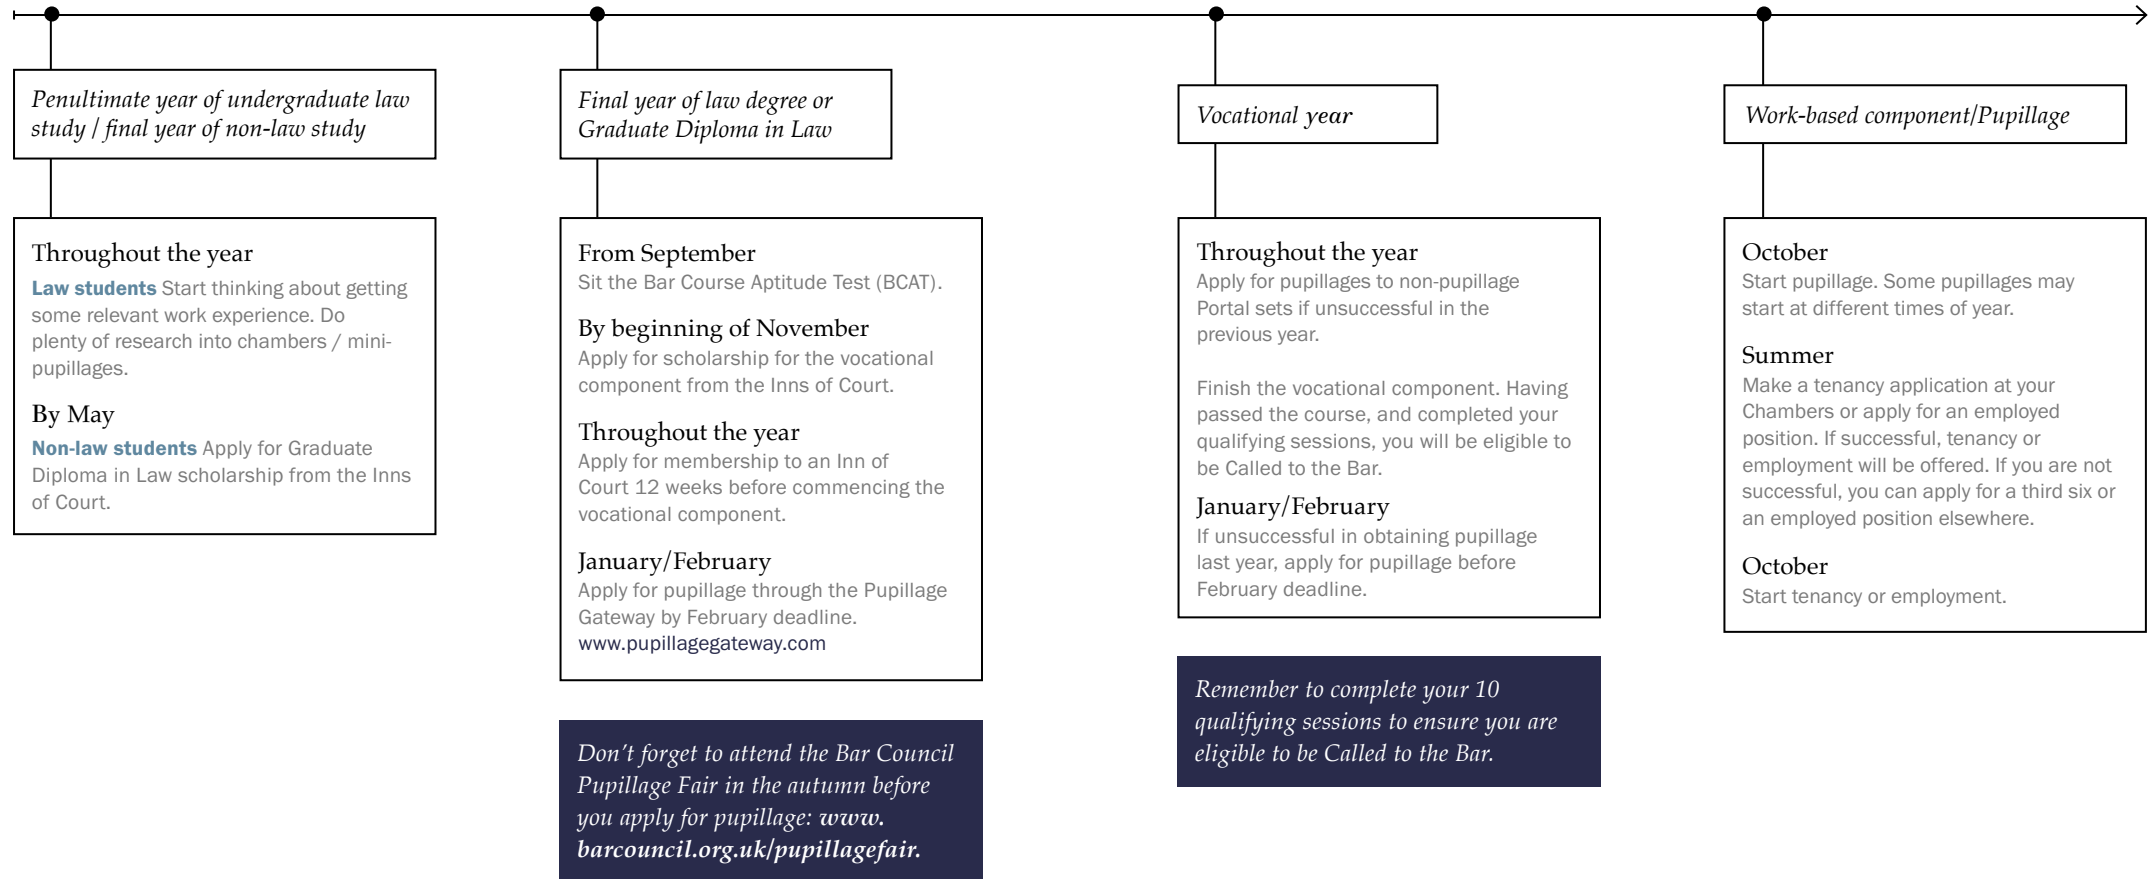 Penultimate year of undergraduate law
study / final year of non-law study
Throughout the year
Law students Start thinking about getting
some relevant work experience. Do
plenty of research into chambers / mini-
pupillages.
By May
Non-law students Apply for Graduate
Diploma in Law scholarship from the Inns
of Court.
Final year of law degree or
Graduate Diploma in Law
From September
Sit the Bar Course Aptitude Test (BCAT).
By beginning of November
Apply for scholarship for the vocational
component from the Inns of Court.
Throughout the year
Apply for membership to an Inn of
Court 12 weeks before commencing the
vocational component.
January/February
Apply for pupillage through the Pupillage
Gateway by February deadline.
www.pupillagegateway.com
Don't forget to attend the Bar Council
Pupillage Fair in the autumn before
you apply for pupillage: www.
barcouncil.org.uk/pupillagefair.
Vocational year
Throughout the year
Apply for pupillages to non-pupillage
Portal sets if unsuccessful in the
previous year.
Finish the vocational component. Having
passed the course, and completed your
qualifying sessions, you will be eligible to
be Called to the Bar.
January/February
If unsuccessful in obtaining pupillage
last year, apply for pupillage before
February deadline.
Remember to complete your 10
qualifying sessions to ensure you are
eligible to be Called to the Bar.
Work-based component/Pupillage
October
Start pupillage. Some pupillages may
start at different times of year.
Summer
Make a tenancy application at your
Chambers or apply for an employed
position. If successful, tenancy or
employment will be offered. If you are not
successful, you can apply for a third six or
an employed position elsewhere.
October
Start tenancy or employment.